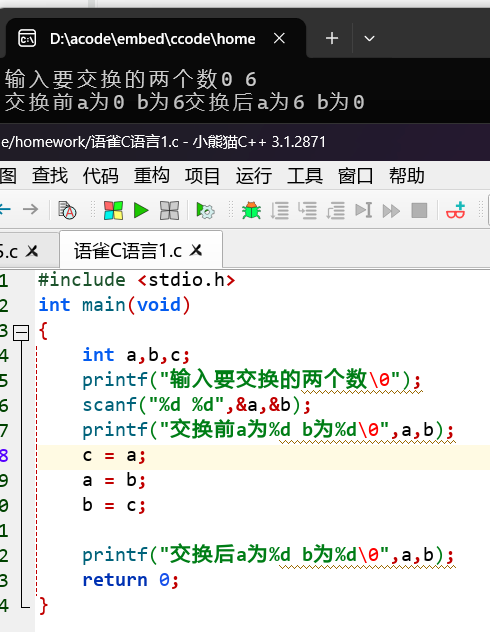 D:\acode\embed\ccode\home
输入要交换的两个数0 6
交换前a为0 b为6交换后a为6 b为0
e/homework/语雀C语言1.c - 小熊猫C++ 3.1.2871
图 查找 代码 重构 项目 运行 工具 窗口 帮助
5.c 语雀C语言1.c
1 #include <stdio.h>
2 int main(void)
3 {
4 int a,b,c;
5 printf("输入要交换的两个数\0");
6 scanf("%d %d",&a,&b);
7 printf("交换前a为%d b为%d\0",a,b);
8 c = a;
9 a = b;
0 b = c;
1
2 printf("交换后a为%d b为%d\0",a,b);
3 return 0;
4 }